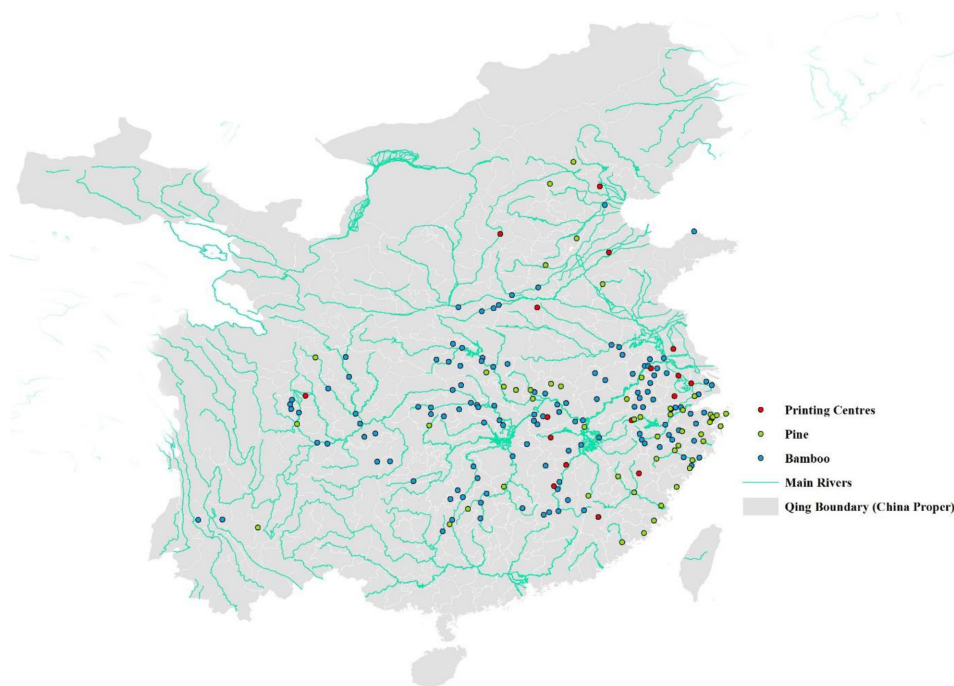 Printing Centres
Pine
Bamboo
Main Rivers
Qing Boundary (China Proper)